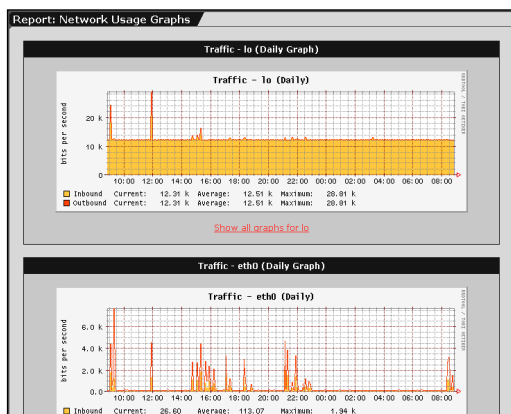 Report: Network Usage Graphs
Traffic - lo (Daily Graph)
Traffic - lo (Daily)
RRDTOOL / TOBI OETIKER
bits per second
20 k
10 k
0
10:00 12:00 14:00 16:00 18:00 20:00 22:00 00:00 02:00 04:00 06:00 08:00
Inbound Current: 12.31 k Average: 12.51 k Maximum: 28.81 k
Outbound Current: 12.31 k Average: 12.51 k Maximum: 28.81 k
Show all graphs for lo
Traffic - eth0 (Daily Graph)
Traffic - eth0 (Daily)
RRDTOOL / TOBI OETIKER
bits per second
6.0 k
4.0 k
2.0 k
0.0
10:00 12:00 14:00 16:00 18:00 20:00 22:00 00:00 02:00 04:00 06:00 08:00
Inbound Current: 26.60 Average: 113.07 Maximum: 1.94 k